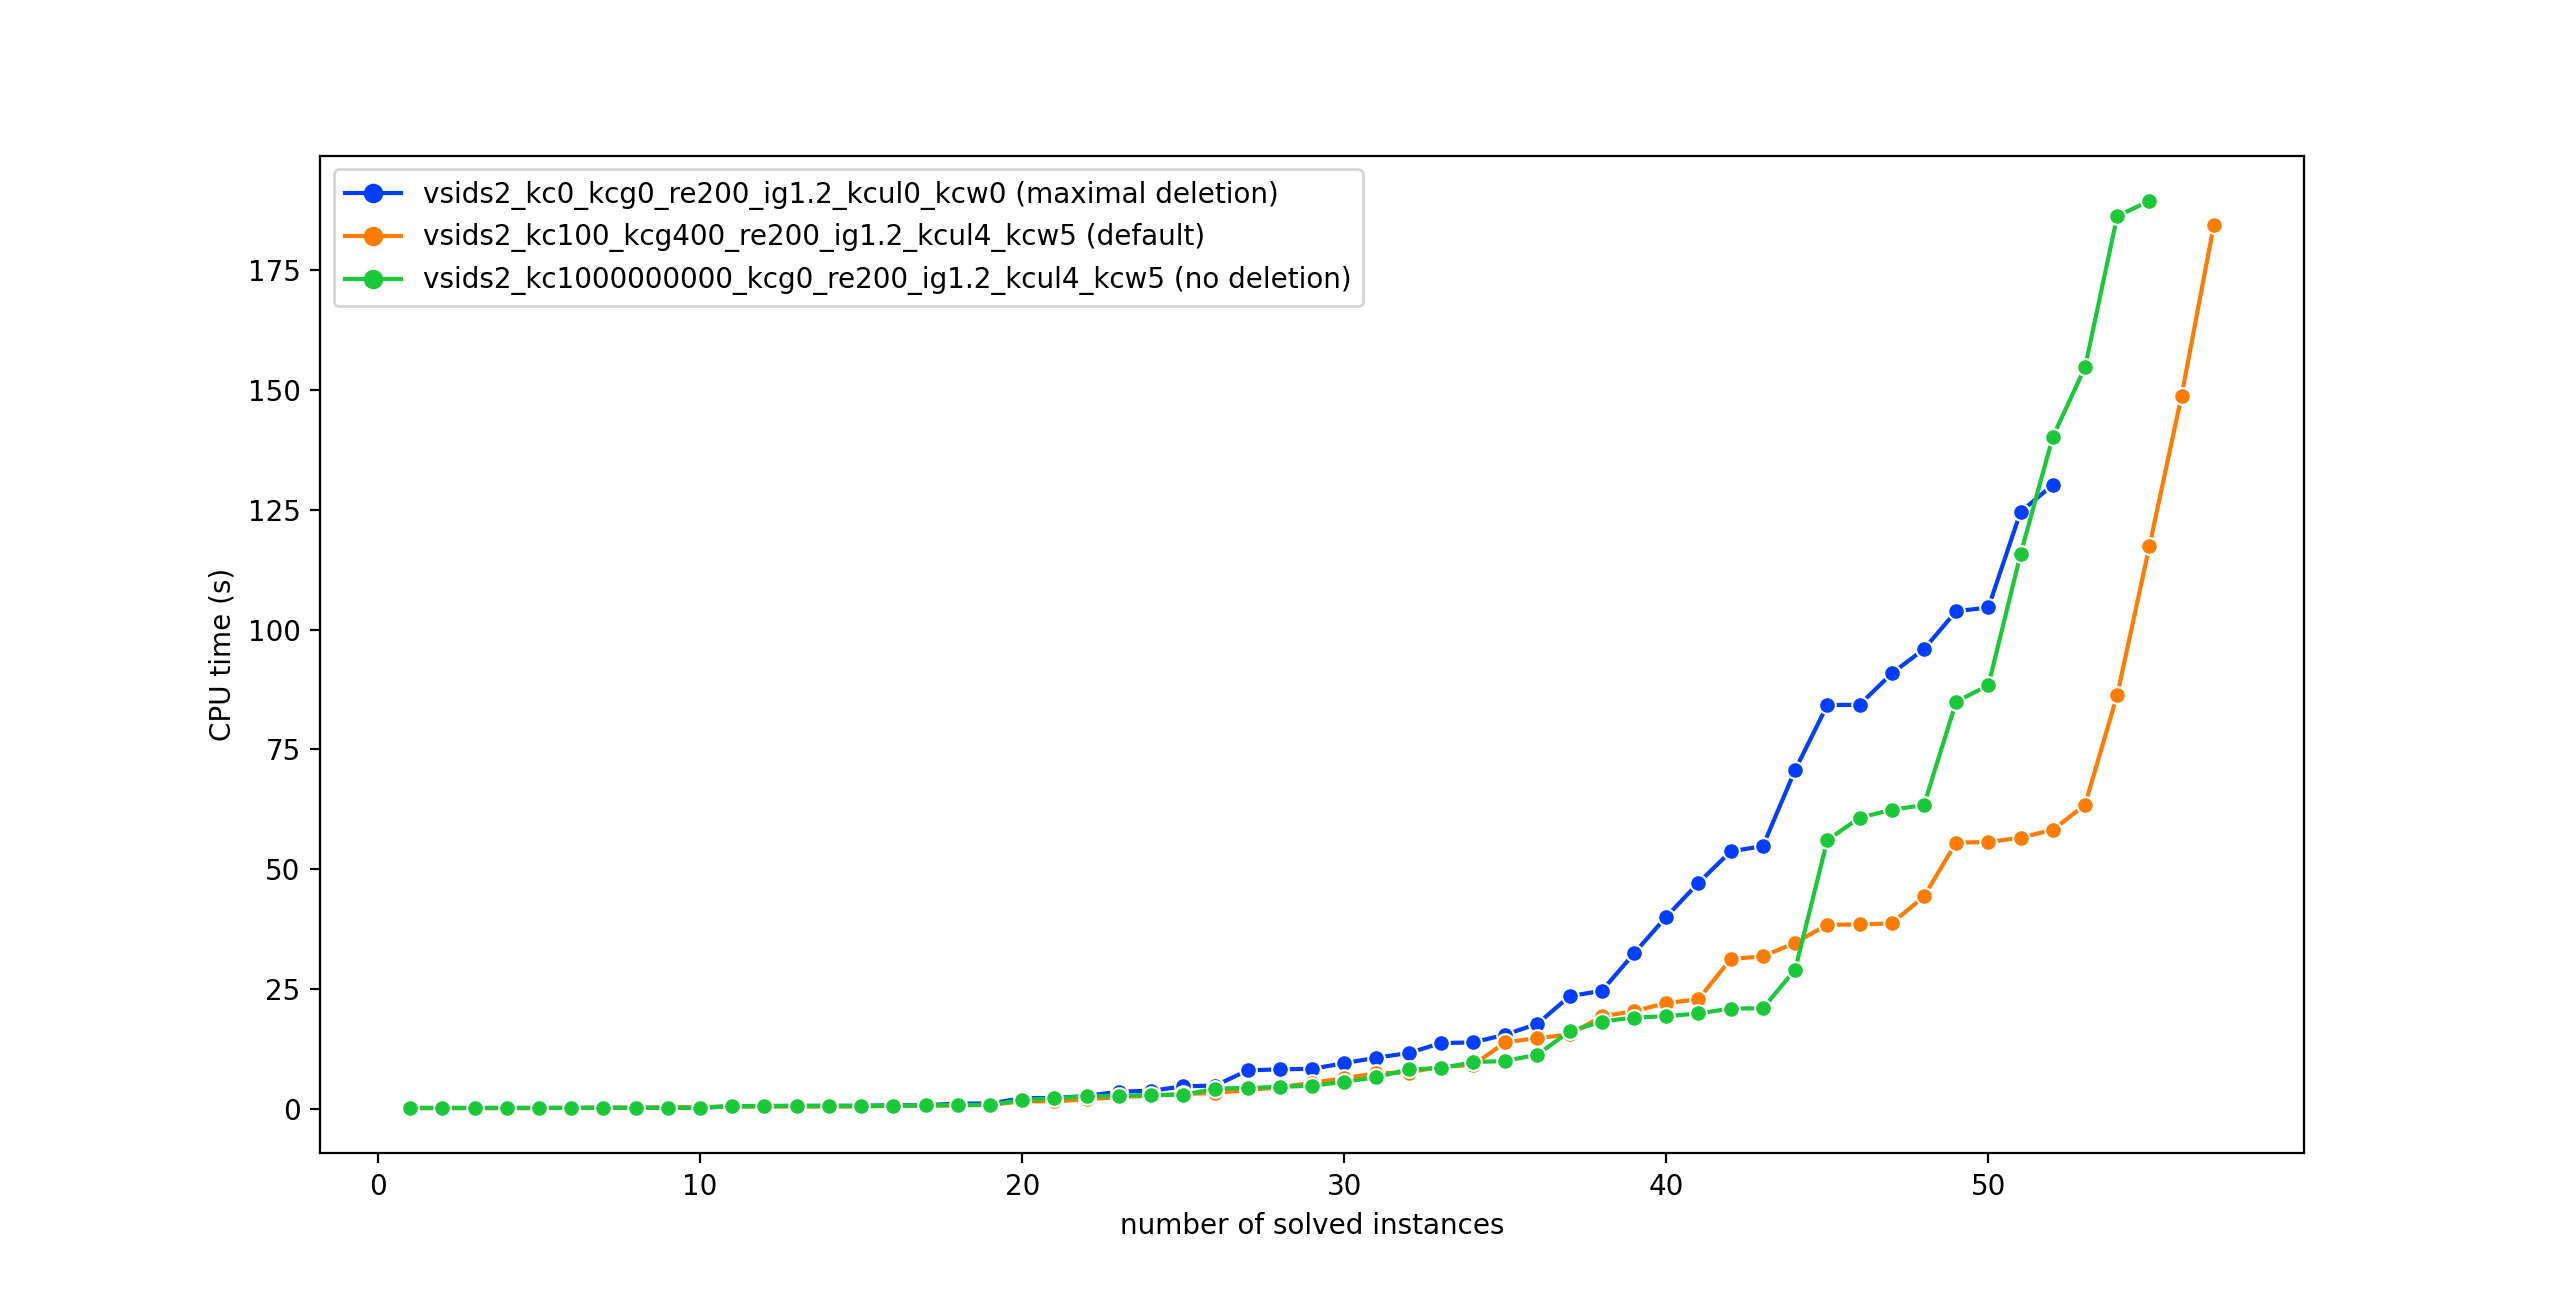 vsids2_kc0_kcg0_re200_ig1.2_kcul0_kcw0 (maximal deletion)
vsids2_kc100_kcg400_re200_ig1.2_kcul4_kcw5 (default)
vsids2_kc1000000000_kcg0_re200_ig1.2_kcul4_kcw5 (no deletion)
175
150
125
100
75
50
25
0
CPU time (s)
0 10 20 30 40 50
number of solved instances